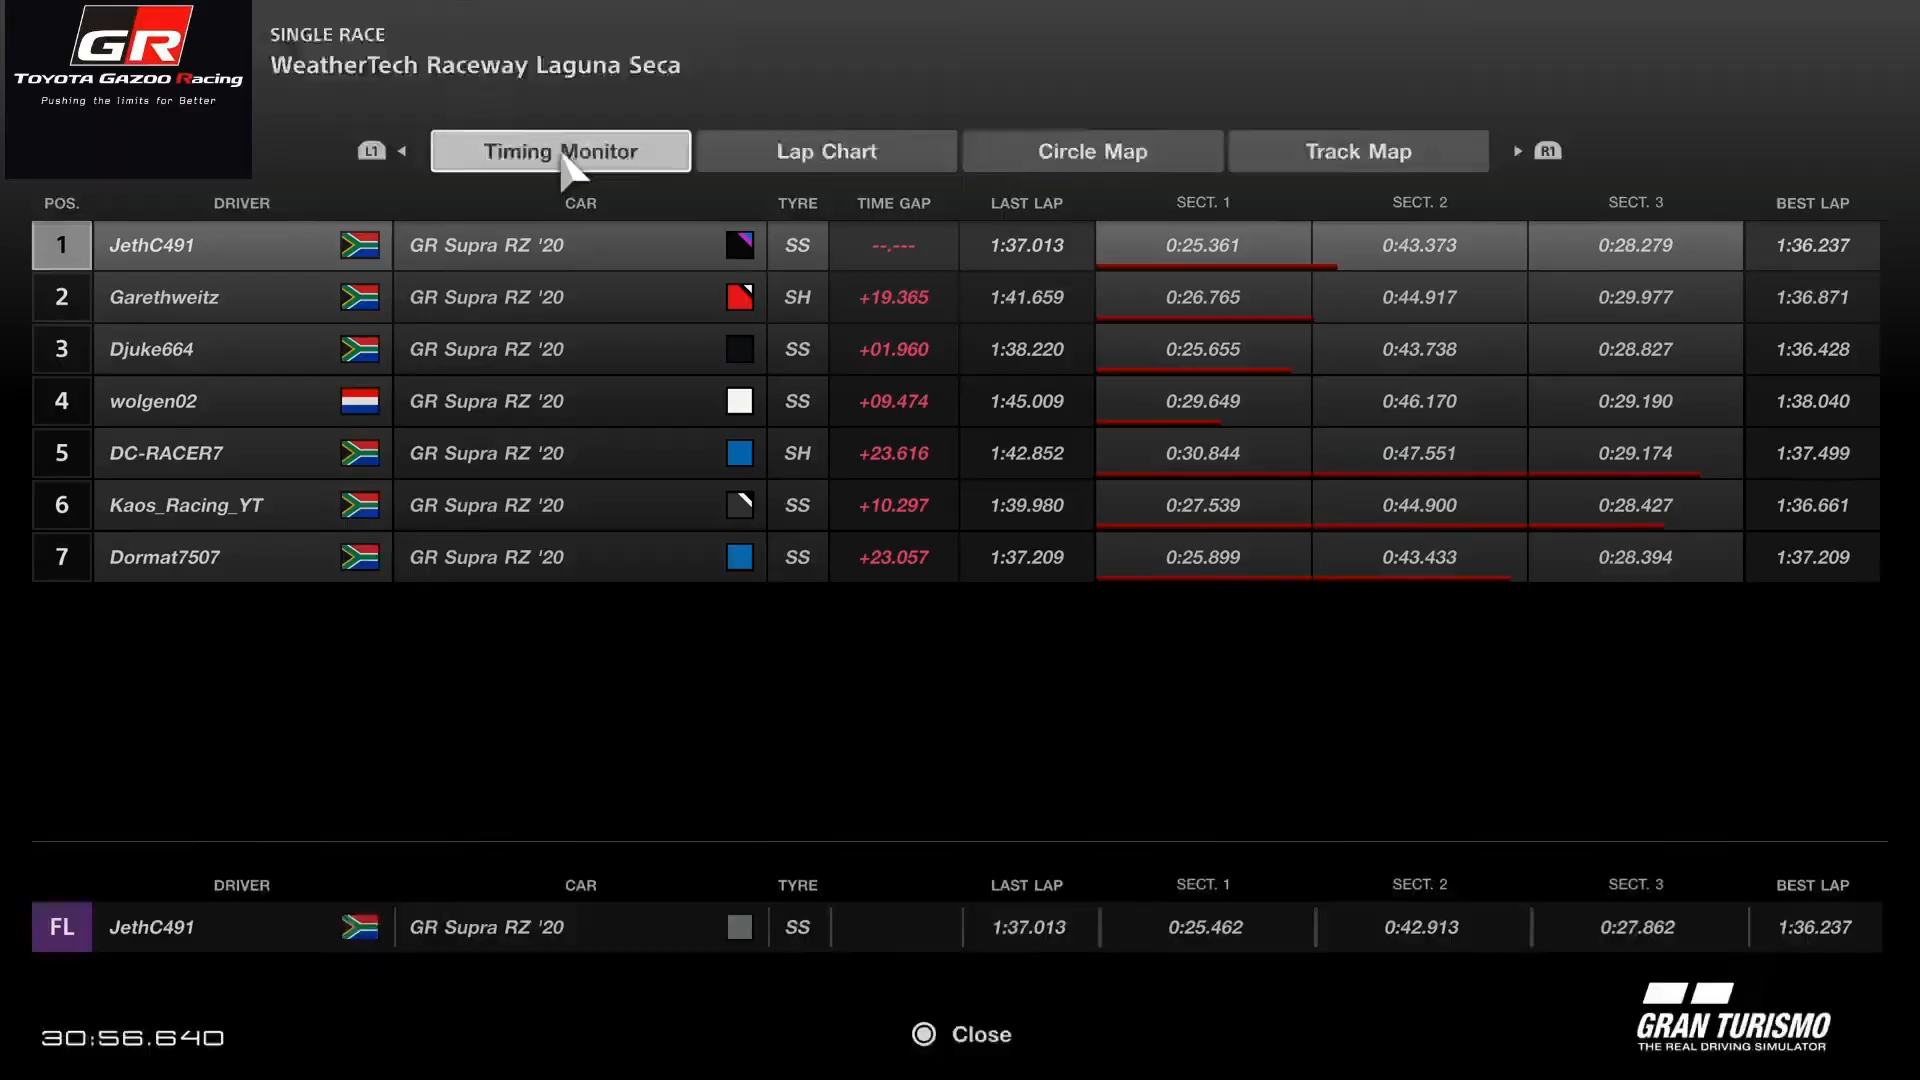 GR
TOYOTA GAZOO Racing
Pushing the limits for Better
SINGLE RACE
WeatherTech Raceway Laguna Seca
L1 Timing Monitor Lap Chart Circle Map Track Map R1
POS. DRIVER CAR TYRE TIME GAP LAST LAP SECT. 1 SECT. 2 SECT. 3 BEST LAP
1 JethC491 GR Supra RZ '20 SS --.--- 1:37.013 0:25.361 0:43.373 0:28.279 1:36.237
2 Garethweitz GR Supra RZ '20 SH +19.365 1:41.659 0:26.765 0:44.917 0:29.977 1:36.871
3 Djuke664 GR Supra RZ '20 SS +01.960 1:38.220 0:25.655 0:43.738 0:28.827 1:36.428
4 wolgen02 GR Supra RZ '20 SS +09.474 1:45.009 0:29.649 0:46.170 0:29.190 1:38.040
5 DC-RACER7 GR Supra RZ '20 SH +23.616 1:42.852 0:30.844 0:47.551 0:29.174 1:37.499
6 Kaos_Racing_YT GR Supra RZ '20 SS +10.297 1:39.980 0:27.539 0:44.900 0:28.427 1:36.661
7 Dormat7507 GR Supra RZ '20 SS +23.057 1:37.209 0:25.899 0:43.433 0:28.394 1:37.209
DRIVER CAR TYRE LAST LAP SECT. 1 SECT. 2 SECT. 3 BEST LAP
FL JethC491 GR Supra RZ '20 SS 1:37.013 0:25.462 0:42.913 0:27.862 1:36.237
30:56.640
Close
GRAN TURISMO
THE REAL DRIVING SIMULATOR